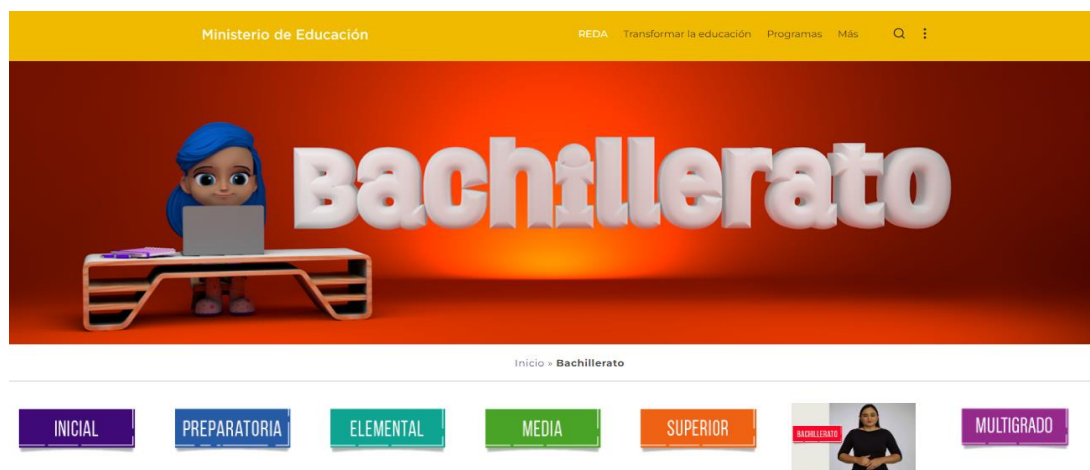 Ministerio de Educación
REDA Transformar la educación Programas Más
Bachillerato
Inicio » Bachillerato
INICIAL PREPARATORIA ELEMENTAL MEDIA SUPERIOR BACHILLERATO MULTIGRADO